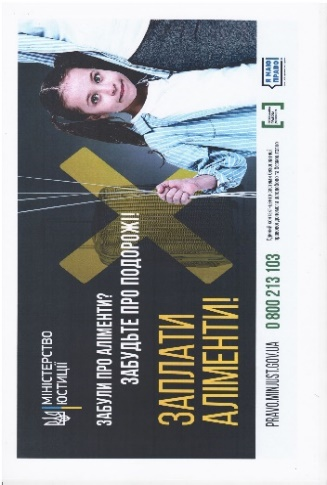 МІНІСТЕРСТВО
ЮСТИЦІЇ
ЗАБУЛИ ПРО АЛІМЕНТИ?
ЗАБУДЬТЕ ПРО ПОДОРОЖІ!
ЗАПЛАТИ
АЛІМЕНТИ!
PRAVO.MINJUST.GOV.UA
0 800 213 103
Я МАЮ
ПРАВО!